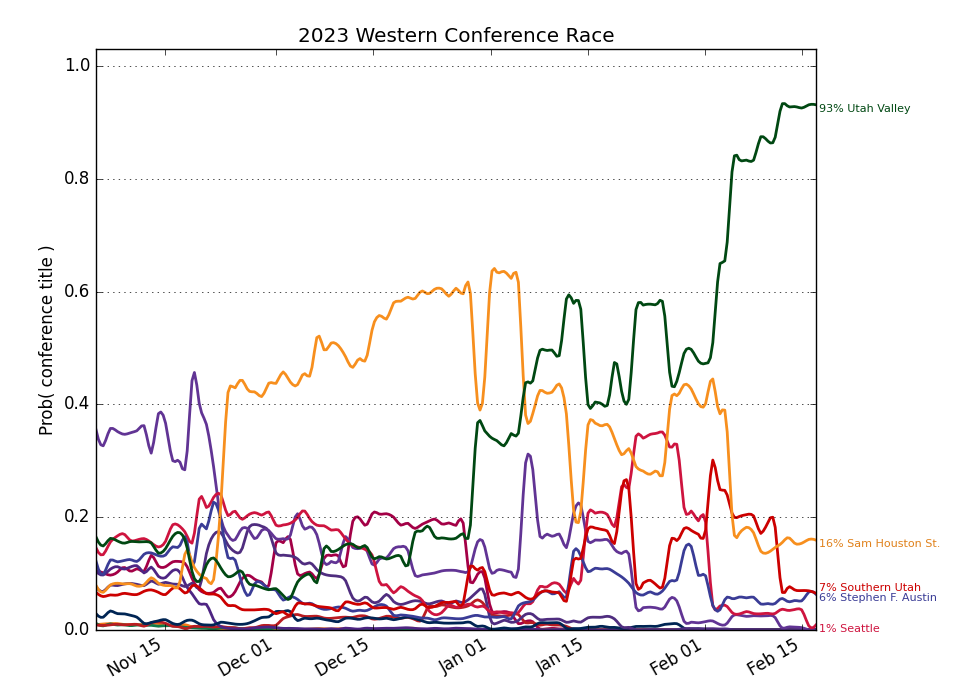 2023 Western Conference Race
1.0
0.8
0.6
0.4
0.2
0.0
Prob( conference title )
93% Utah Valley
16% Sam Houston St.
7% Southern Utah
6% Stephen F. Austin
1% Seattle
Nov 15
Dec 01
Dec 15
Jan 01
Jan 15
Feb 01
Feb 15